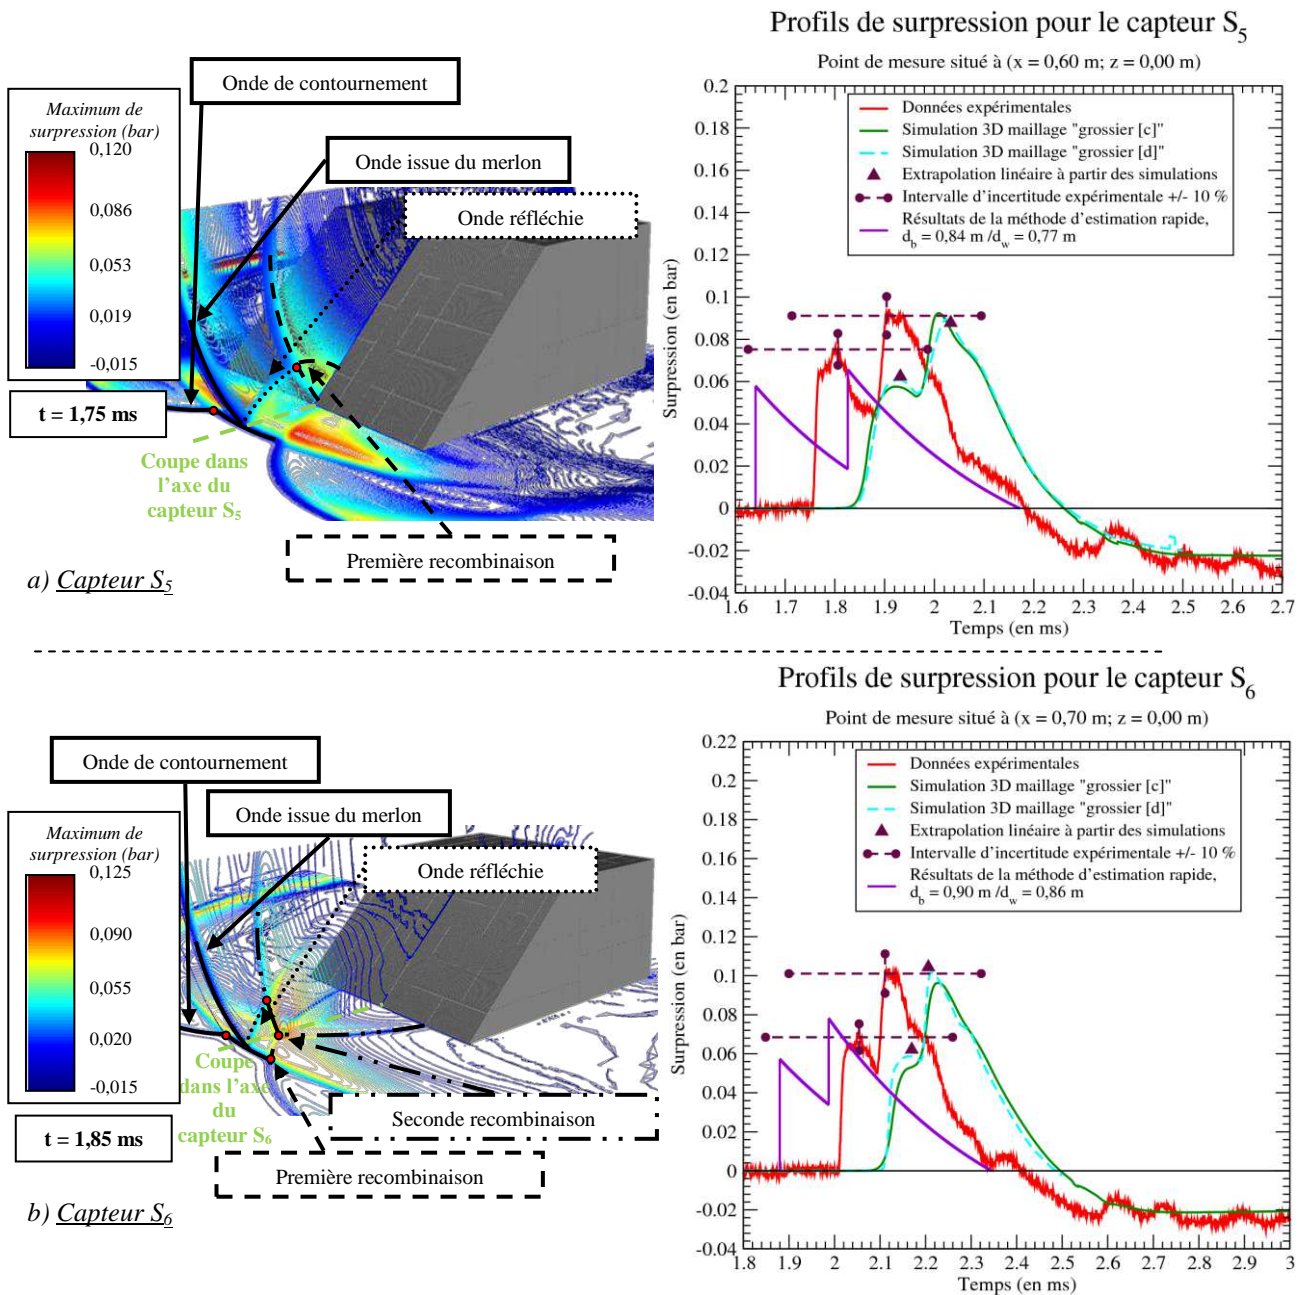 Profils de surpression pour le capteur S5
Point de mesure situé à (x = 0,60 m; z = 0,00 m)
Onde de contournement
Maximum de
surpression (bar)
0,120
0,086
0,053
0,019
-0,015
Onde issue du merlon
Onde réfléchie
t = 1,75 ms
Coupe dans
l'axe du
capteur S5
Première recombinaison
a) Capteur S5
Données expérimentales
Simulation 3D maillage "grossier [c]"
Simulation 3D maillage "grossier [d]"
Extrapolation linéaire à partir des simulations
Intervalle d'incertitude expérimentale +/- 10 %
Résultats de la méthode d'estimation rapide,
d_b = 0,84 m /d_w = 0,77 m
Surpression (en bar)
0.2
0.18
0.16
0.14
0.12
0.1
0.08
0.06
0.04
0.02
0
-0.02
-0.04
1.6 1.7 1.8 1.9 2 2.1 2.2 2.3 2.4 2.5 2.6 2.7
Temps (en ms)
Profils de surpression pour le capteur S6
Point de mesure situé à (x = 0,70 m; z = 0,00 m)
Onde de contournement
Onde issue du merlon
Maximum de
surpression (bar)
0,125
0,090
0,055
0,020
-0,015
Onde réfléchie
t = 1,85 ms
Coupe
dans l'axe
du
capteur S6
Seconde recombinaison
Première recombinaison
b) Capteur S6
Données expérimentales
Simulation 3D maillage "grossier [c]"
Simulation 3D maillage "grossier [d]"
Extrapolation linéaire à partir des simulations
Intervalle d'incertitude expérimentale +/- 10 %
Résultats de la méthode d'estimation rapide,
d_b = 0,90 m /d_w = 0,86 m
Surpression (en bar)
0.22
0.2
0.18
0.16
0.14
0.12
0.1
0.08
0.06
0.04
0.02
0
-0.02
-0.04
1.8 1.9 2 2.1 2.2 2.3 2.4 2.5 2.6 2.7 2.8 2.9 3
Temps (en ms)